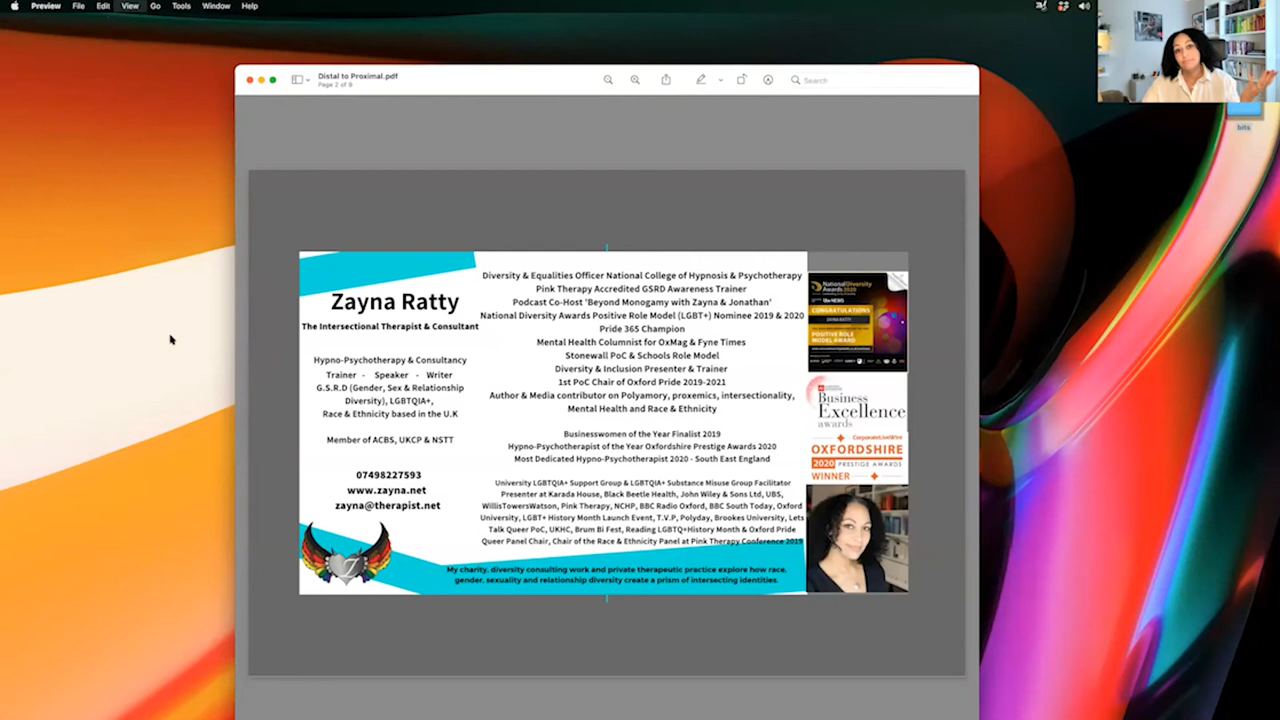 Preview File Edit View Go Tools Window Help
Distal to Proximal.pdf
Page 2 of 9
Search
bits
Zayna Ratty
The Intersectional Therapist & Consultant
Hypno-Psychotherapy & Consultancy
Trainer - Speaker - Writer
G.S.R.D (Gender, Sex & Relationship
Diversity), LGBTQIA+,
Race & Ethnicity based in the U.K
Member of ACBS, UKCP & NSTT
07498227593
www.zayna.net
zayna@therapist.net
Diversity & Equalities Officer National College of Hypnosis & Psychotherapy
Pink Therapy Accredited GSRD Awareness Trainer
Podcast Co-Host 'Beyond Monogamy with Zayna & Jonathan'
National Diversity Awards Positive Role Model (LGBT+) Nominee 2019 & 2020
Pride 365 Champion
Mental Health Columnist for OxMag & Fyne Times
Stonewall PoC & Schools Role Model
Diversity & Inclusion Presenter & Trainer
1st PoC Chair of Oxford Pride 2019-2021
Author & Media contributor on Polyamory, proxemics, intersectionality,
Mental Health and Race & Ethnicity
Businesswomen of the Year Finalist 2019
Hypno-Psychotherapist of the Year Oxfordshire Prestige Awards 2020
Most Dedicated Hypno-Psychotherapist 2020 - South East England
University LGBTQIA+ Support Group & LGBTQIA+ Substance Misuse Group Facilitator
Presenter at Karada House, Black Beetle Health, John Wiley & Sons Ltd, UBS,
WillisTowersWatson, Pink Therapy, NCHP, BBC Radio Oxford, BBC South Today, Oxford
University, LGBT+ History Month Launch Event, T.V.P, Polyday, Brookes University, Lets
Talk Queer PoC, UKHC, Brum Bi Fest, Reading LGBTQ+History Month & Oxford Pride
Queer Panel Chair, Chair of the Race & Ethnicity Panel at Pink Therapy Conference 2019
My charity, diversity consulting work and private therapeutic practice explore how race,
gender, sexuality and relationship diversity create a prism of intersecting identities.
National Diversity
Awards 2020
itv NEWS
CONGRATULATIONS
ZAYNA RATTY
POSITIVE ROLE
MODEL AWARD
Business
Excellence
awards
CorporateLiveWire
OXFORDSHIRE
2020 PRESTIGE AWARDS
WINNER